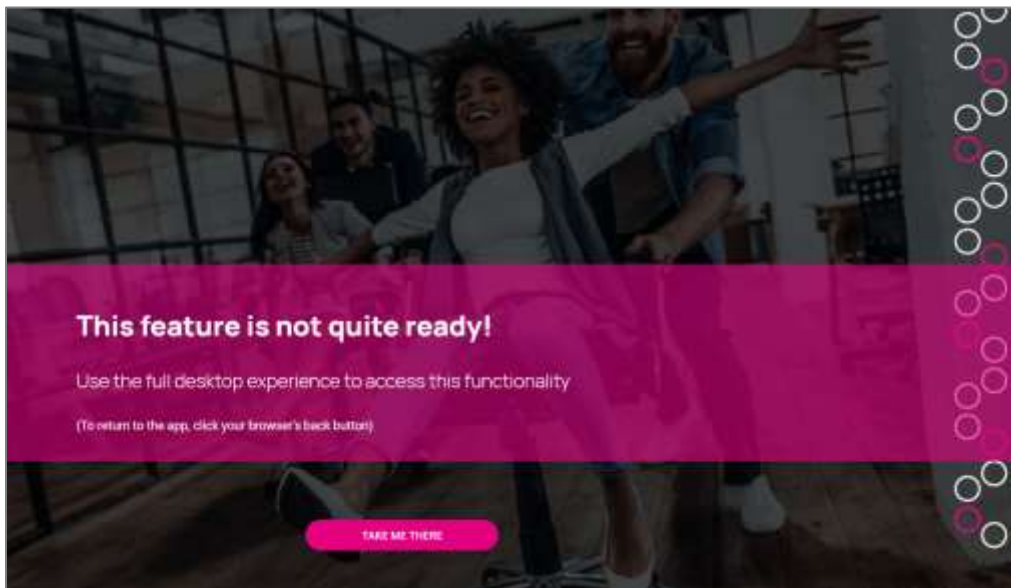 This feature is not quite ready!
Use the full desktop experience to access this functionality
(To return to the app, click your browser's back button)
TAKE ME THERE